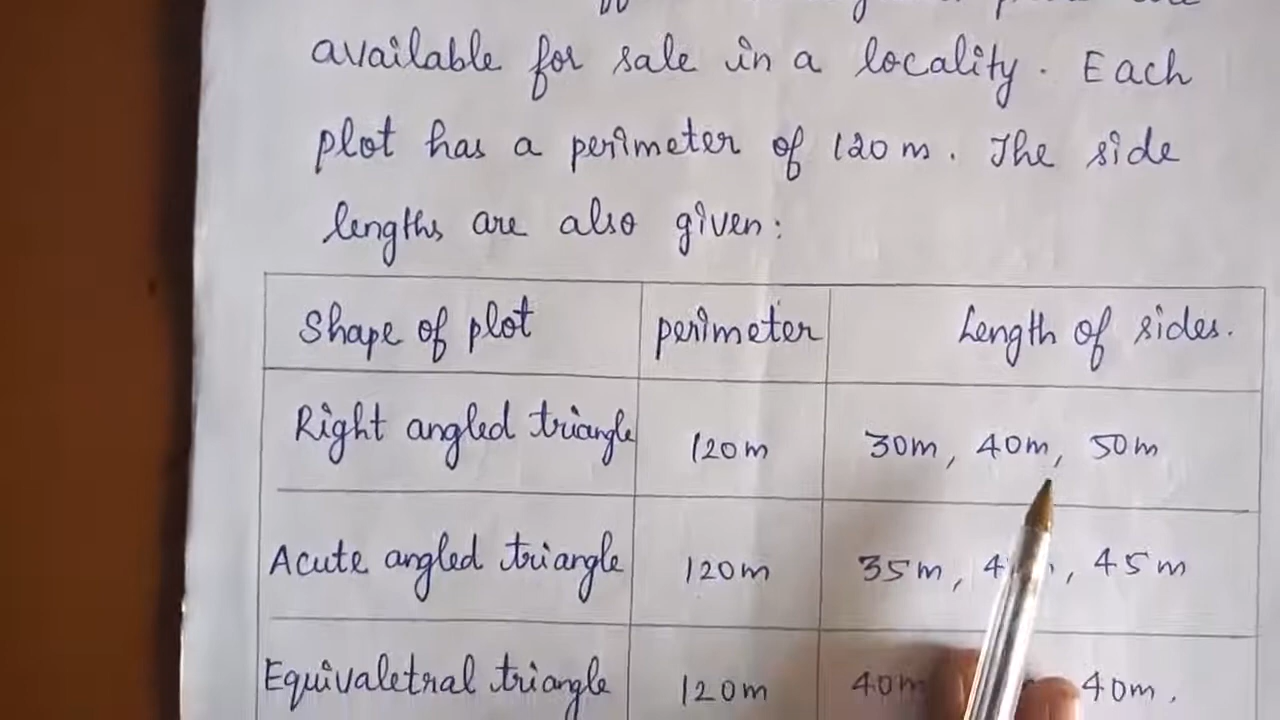 available for sale in a locality. Each
plot has a perimeter of 120 m. The side
lengths are also given:
Shape of plot perimeter Length of sides.
Right angled triangle 120m 30m, 40m, 50m
Acute angled triangle 120m 35m, 45m
Equivaletral triangle 120m 40m 40m.